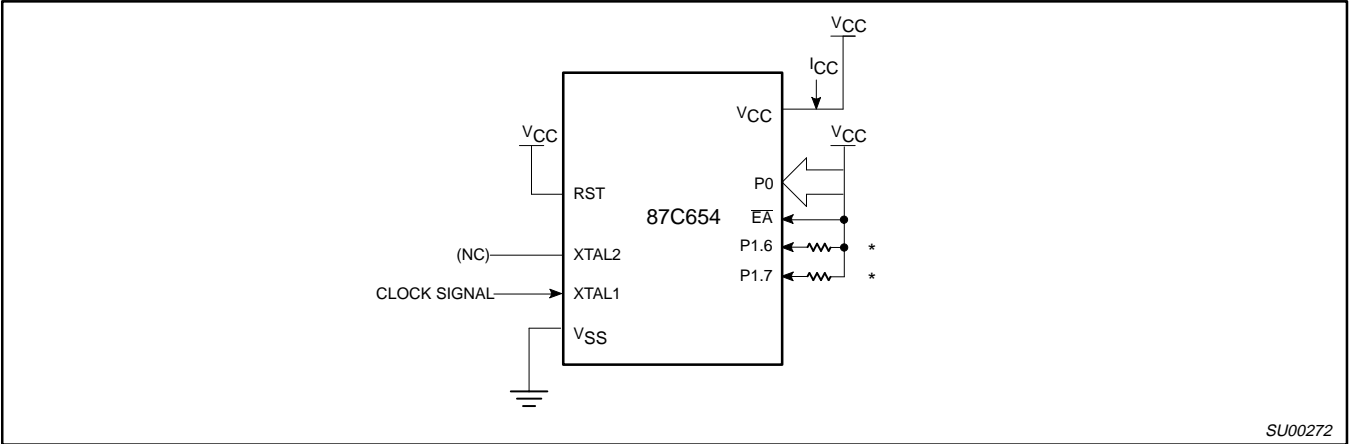 VCC
ICC
VCC
VCC
VCC
P0
RST
87C654
EA
P1.6 *
(NC)
XTAL2
P1.7 *
CLOCK SIGNAL
XTAL1
VSS
SU00272